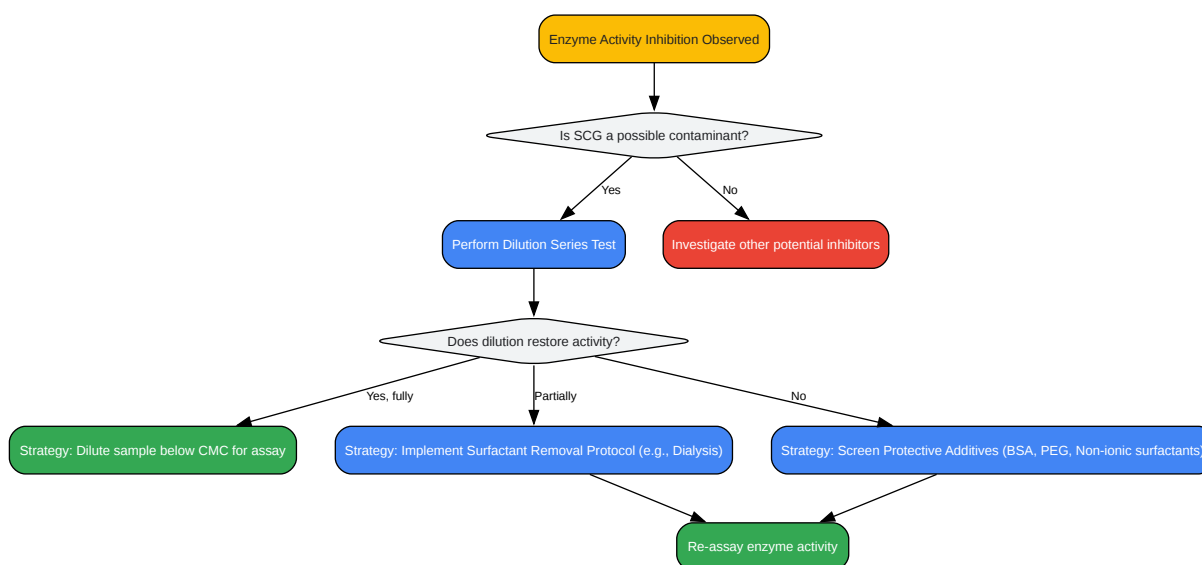 Enzyme Activity Inhibition Observed
Is SCG a possible contaminant?
Yes
No
Perform Dilution Series Test
Investigate other potential inhibitors
Does dilution restore activity?
Yes, fully
Partially
No
Strategy: Dilute sample below CMC for assay
Strategy: Implement Surfactant Removal Protocol (e.g., Dialysis)
Strategy: Screen Protective Additives (BSA, PEG, Non-ionic surfactants)
Re-assay enzyme activity